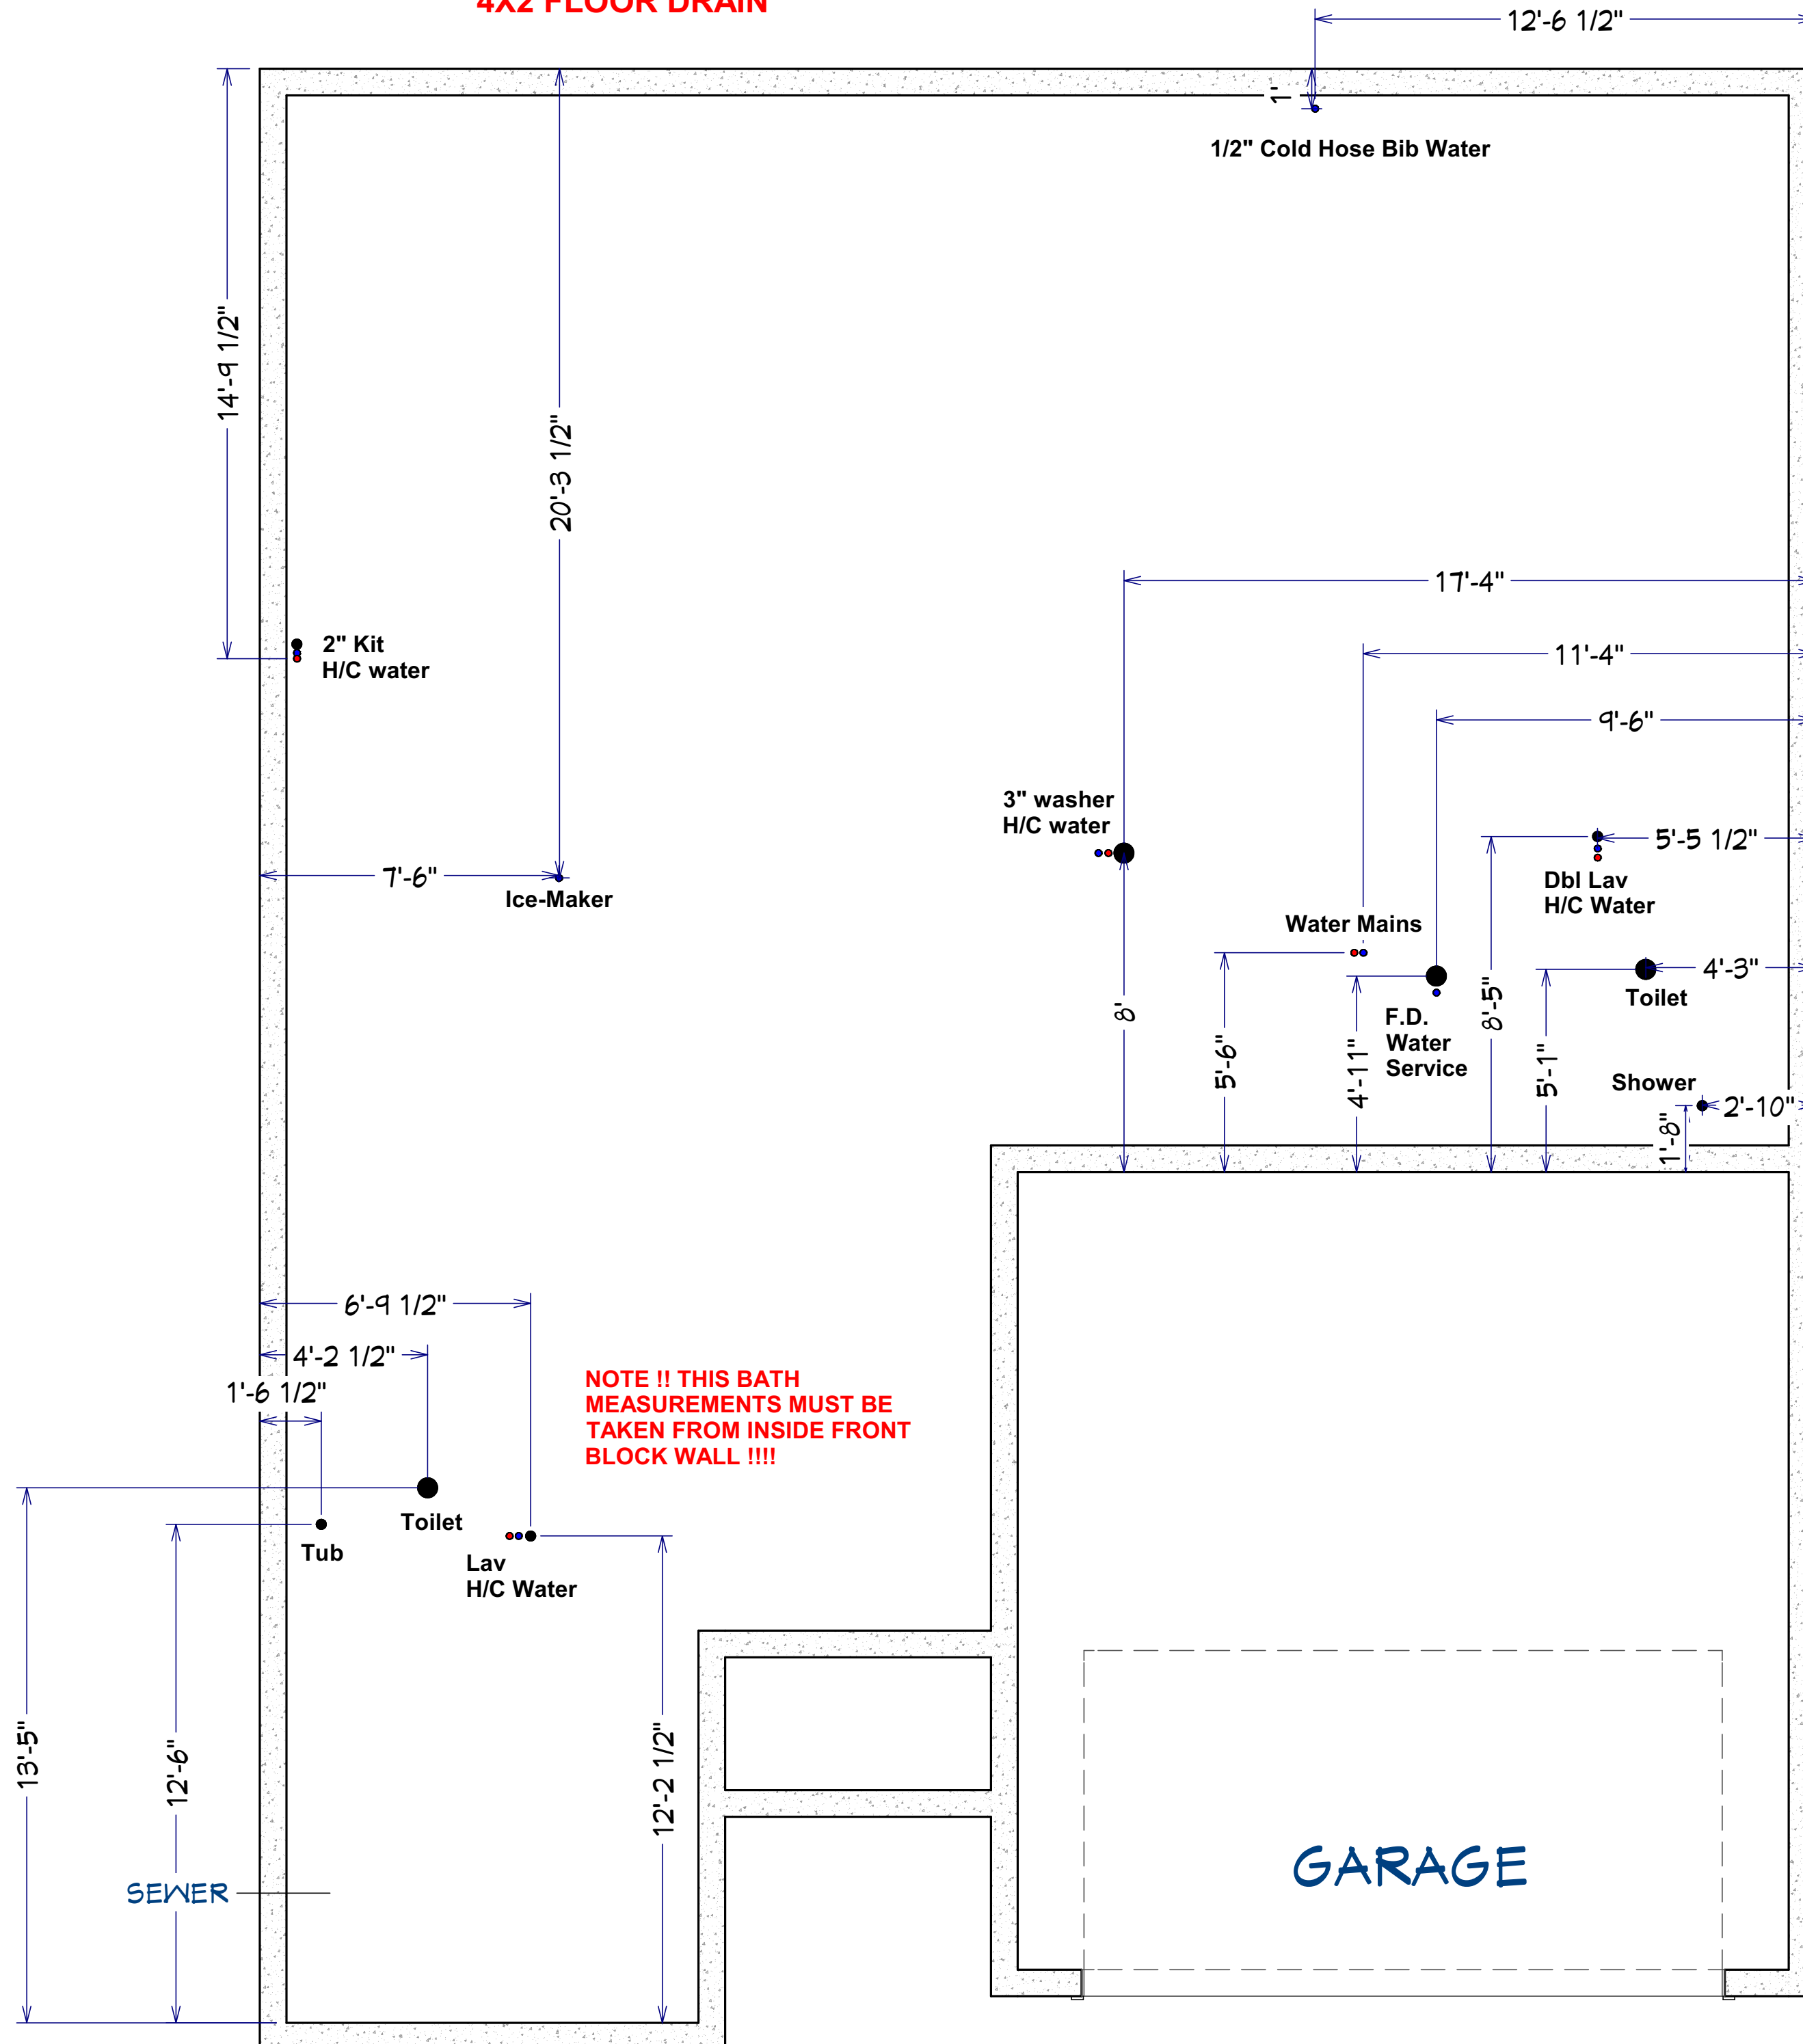 4X2 FLOOR DRAIN
12'-6 1/2"
1'
1/2" Cold Hose Bib Water
14'-9 1/2"
20'-3 1/2"
17'-4"
2" Kit
H/C water
11'-4"
9'-6"
3" washer
H/C water
5'-5 1/2"
7'-6"
Ice-Maker
Dbl Lav
H/C Water
Water Mains
4'-3"
Toilet
8'
8'-5"
F.D.
Water
Service
5'-6"
4'-11"
5'-1"
Shower
2'-10"
1'-8"
6'-9 1/2"
4'-2 1/2"
1'-6 1/2"
NOTE !! THIS BATH
MEASUREMENTS MUST BE
TAKEN FROM INSIDE FRONT
BLOCK WALL !!!!
Toilet
Tub
Lav
H/C Water
13'-5"
12'-6"
12'-2 1/2"
GARAGE
SEWER